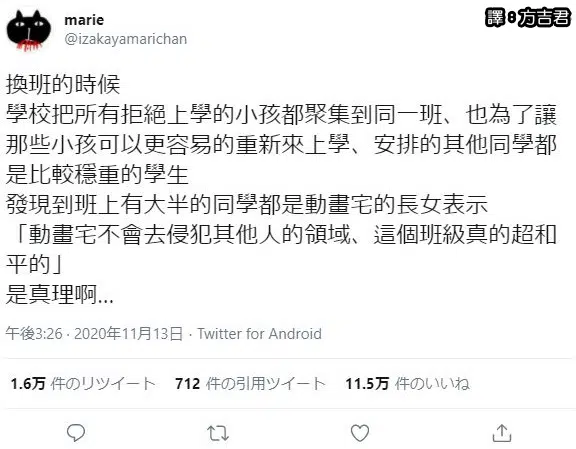 marie
@izakayamarichan
譯:方吉君
換班的時候
學校把所有拒絕上學的小孩都聚集到同一班、也為了讓
那些小孩可以更容易的重新來上學、安排的其他同學都
是比較穩重的學生
發現到班上有大半的同學都是動畫宅的長女表示
「動畫宅不會去侵犯其他人的領域、這個班級真的超和
平的」
是真理啊...
午後3:26 · 2020年11月13日 · Twitter for Android
1.6万 件のリツイート 712 件の引用ツイート 11.5万 件のいいね